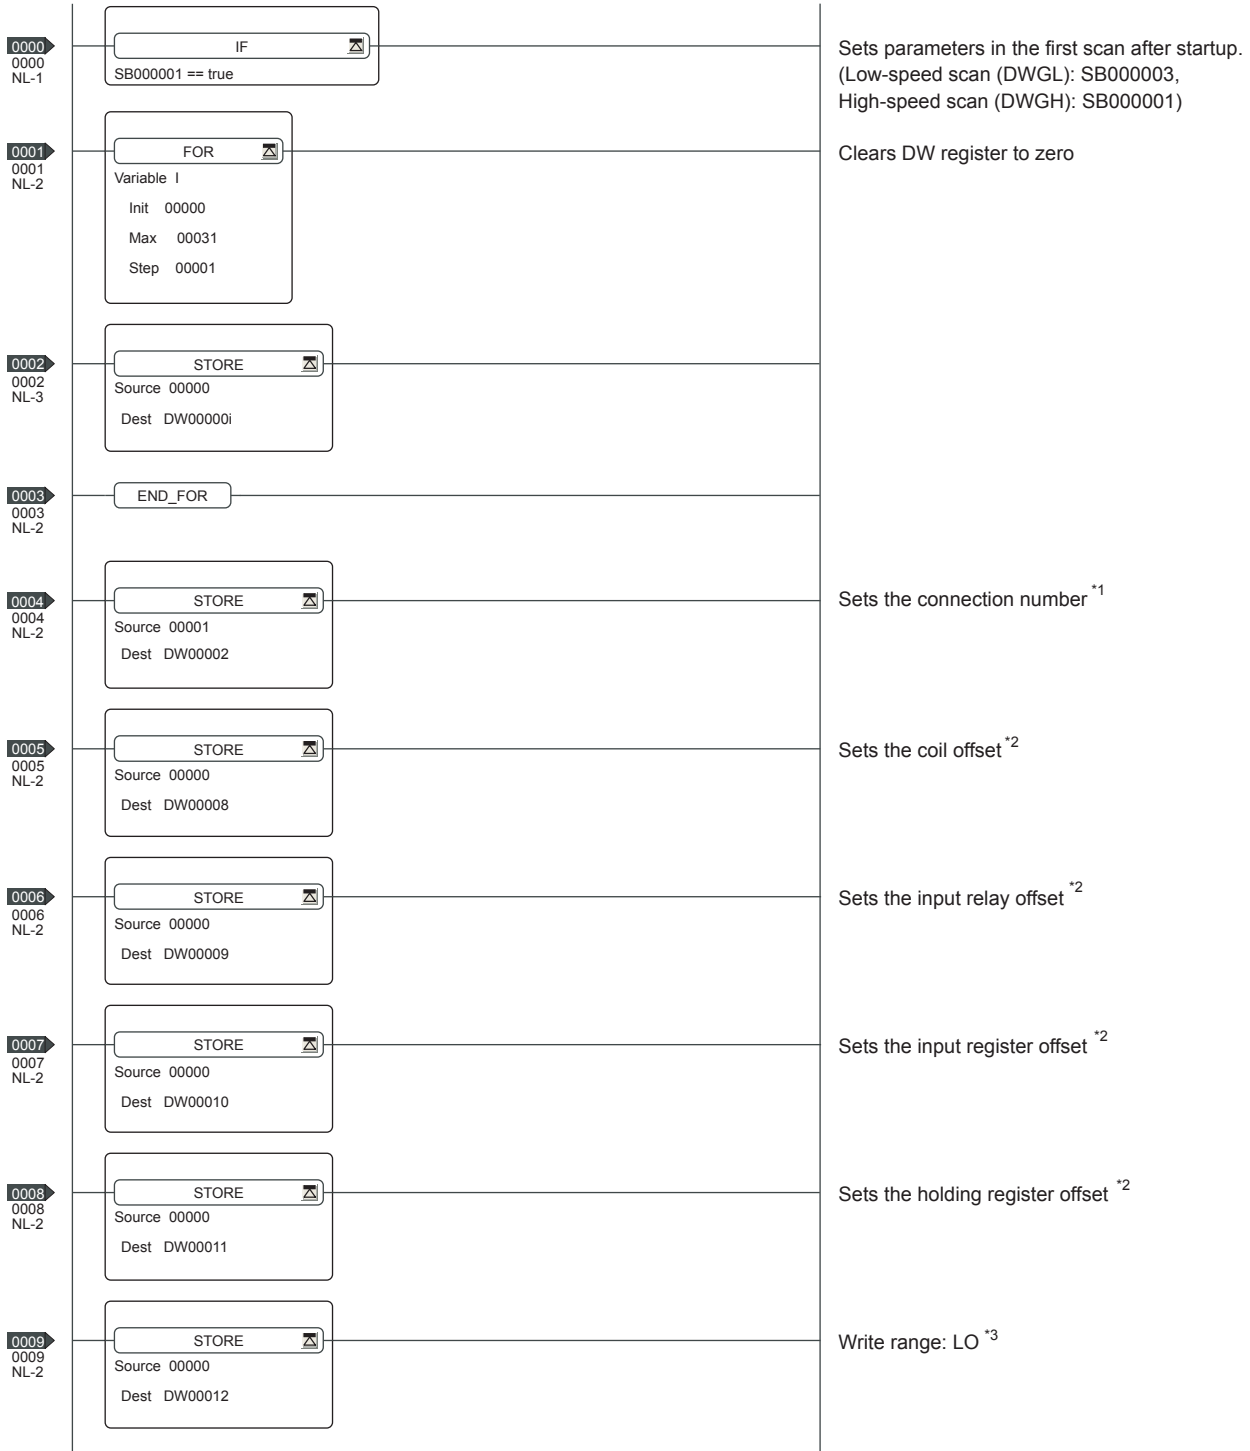 0000
0000
NL-1
IF
SB000001 == true
Sets parameters in the first scan after startup.
(Low-speed scan (DWGL): SB000003,
High-speed scan (DWGH): SB000001)
0001
0001
NL-2
FOR
Variable I
Init 00000
Max 00031
Step 00001
Clears DW register to zero
0002
0002
NL-3
STORE
Source 00000
Dest DW00000i
0003
0003
NL-2
END_FOR
0004
0004
NL-2
STORE
Source 00001
Dest DW00002
Sets the connection number *1
0005
0005
NL-2
STORE
Source 00000
Dest DW00008
Sets the coil offset *2
0006
0006
NL-2
STORE
Source 00000
Dest DW00009
Sets the input relay offset *2
0007
0007
NL-2
STORE
Source 00000
Dest DW00010
Sets the input register offset *2
0008
0008
NL-2
STORE
Source 00000
Dest DW00011
Sets the holding register offset *2
0009
0009
NL-2
STORE
Source 00000
Dest DW00012
Write range: LO *3